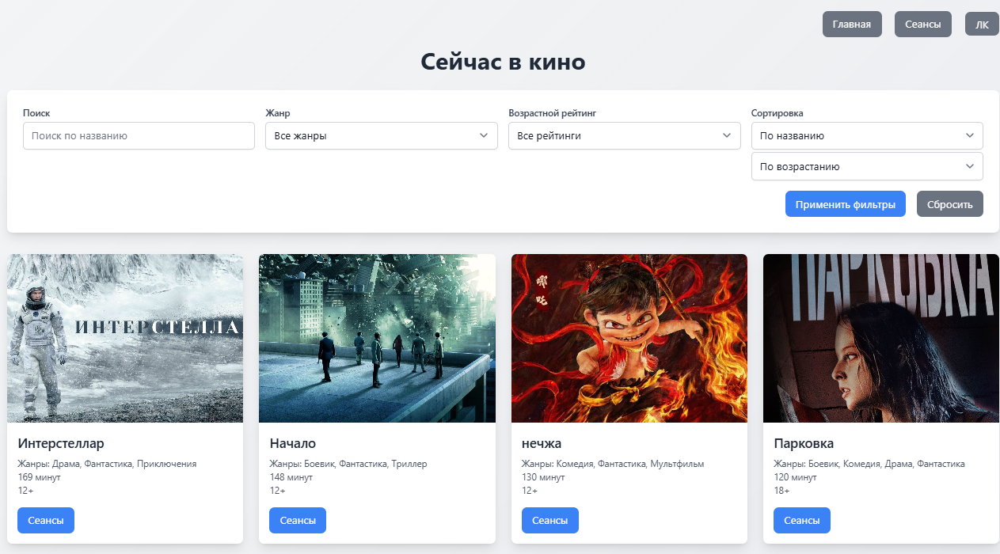 Главная Сеансы ЛК
Сейчас в кино
Поиск Жанр Возрастной рейтинг Сортировка
Поиск по названию Все жанры Все рейтинги По названию
По возрастанию
Применить фильтры Сбросить
ИНТЕРСТЕЛЛА
哪吒
ПАРКОВКА
Интерстеллар
Жанры: Драма, Фантастика, Приключения
169 минут
12+
Сеансы
Начало
Жанры: Боевик, Фантастика, Триллер
148 минут
12+
Сеансы
нечжа
Жанры: Комедия, Фантастика, Мультфильм
130 минут
12+
Сеансы
Парковка
Жанры: Боевик, Комедия, Драма, Фантастика
120 минут
18+
Сеансы